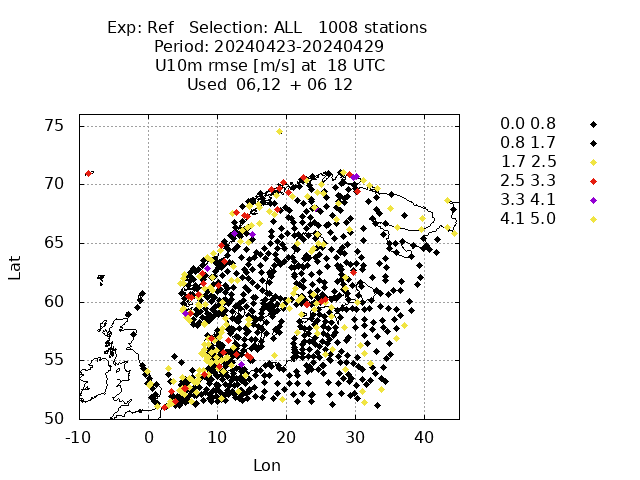 Exp: Ref   Selection: ALL   1008 stations
Period: 20240423-20240429
U10m rmse [m/s] at  18 UTC
Used  06,12  + 06 12
0.0 0.8
0.8 1.7
1.7 2.5
2.5 3.3
3.3 4.1
4.1 5.0
75
70
65
60
55
50
Lat
-10 0 10 20 30 40
Lon